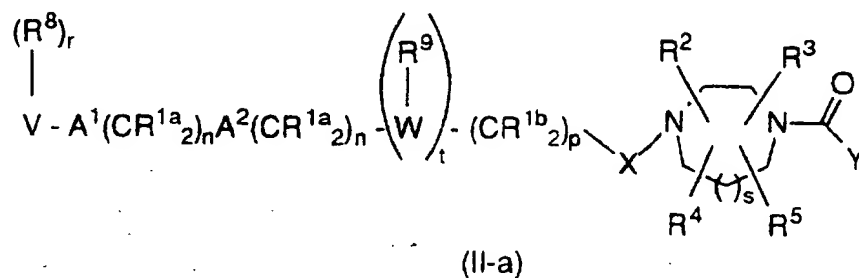 (R⁸)ᵣ R⁹ R² R³ O
V - A¹(CR¹ᵃ₂)ₙA²(CR¹ᵃ₂)ₙ - (W)ₜ - (CR¹ᵇ₂)ₚ N N
X ( )ₛ Y
R⁴ R⁵
(II-a)